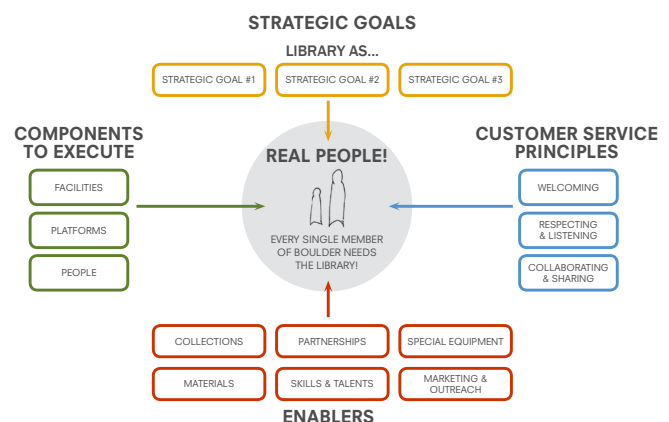 STRATEGIC GOALS
LIBRARY AS...
STRATEGIC GOAL #1
STRATEGIC GOAL #2
STRATEGIC GOAL #3
COMPONENTS
TO EXECUTE
FACILITIES
PLATFORMS
PEOPLE
REAL PEOPLE!
EVERY SINGLE MEMBER
OF BOULDER NEEDS
THE LIBRARY!
CUSTOMER SERVICE
PRINCIPLES
WELCOMING
RESPECTING
& LISTENING
COLLABORATING
& SHARING
COLLECTIONS
PARTNERSHIPS
SPECIAL EQUIPMENT
MATERIALS
SKILLS & TALENTS
MARKETING &
OUTREACH
ENABLERS